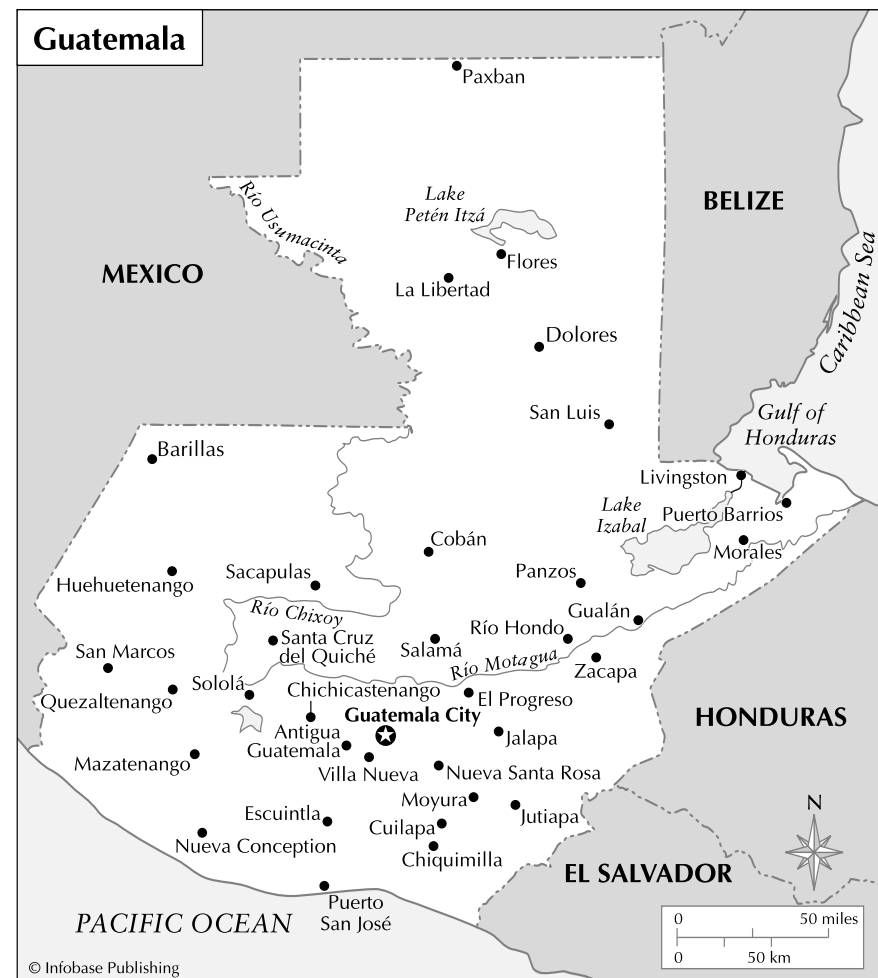 Guatemala
Paxban
Río Usumacinta
Lake
Petén Itzá
BELIZE
Flores
MEXICO
La Libertad
Caribbean Sea
Dolores
San Luis
Gulf of
Honduras
Barillas
Livingston
Lake
Izabal
Puerto Barrios
Cobán
Morales
Huehuetenango
Sacapulas
Panzos
Río Chixoy
Gualán
Santa Cruz
del Quiché
Salamá
Río Hondo
San Marcos
Río Motagua
Zacapa
Quezaltenango
Sololá
Chichicastenango
El Progreso
Guatemala City
HONDURAS
Antigua
Guatemala
Jalapa
Mazatenango
Villa Nueva
Nueva Santa Rosa
Moyura
N
Escuintla
Jutiapa
Cuilapa
Nueva Conception
Chiquimilla
EL SALVADOR
Puerto
San José
PACIFIC OCEAN
0 50 miles
0 50 km
© Infobase Publishing